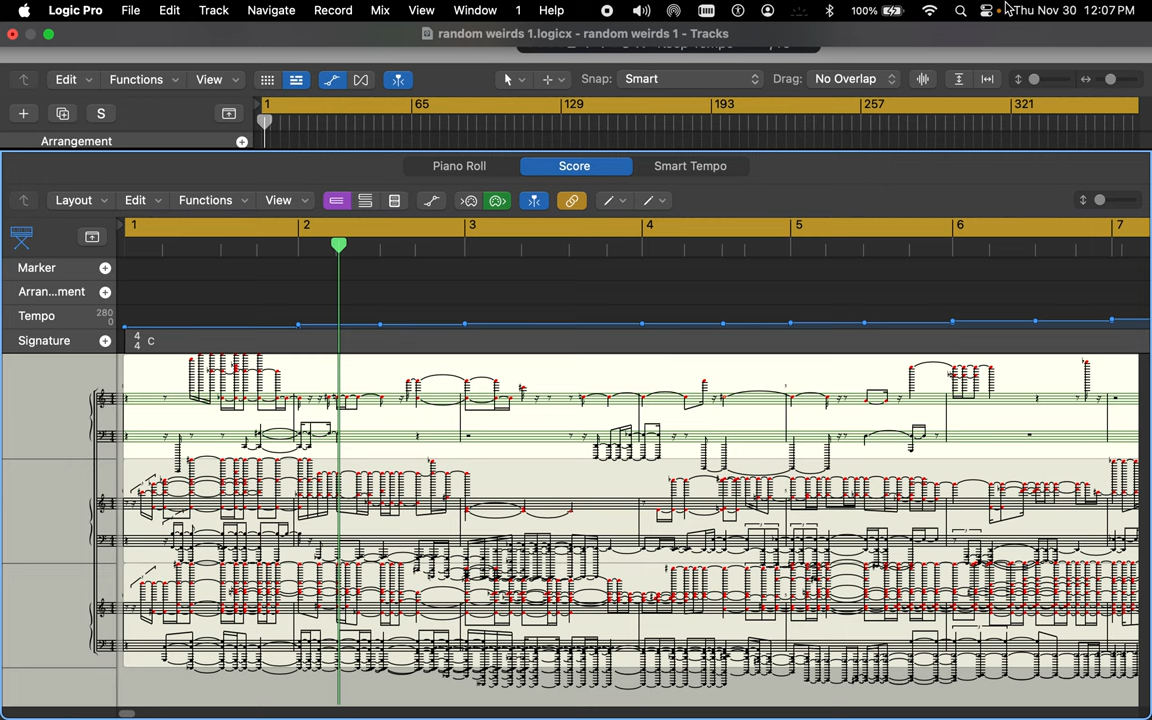 Logic Pro File Edit Track Navigate Record Mix View Window 1 Help 100% Thu Nov 30 12:07 PM
random weirds 1.logicx - random weirds 1 - Tracks
Edit Functions View Snap: Smart Drag: No Overlap
S 1 65 129 193 257 321
Arrangement
Piano Roll Score Smart Tempo
Layout Edit Functions View
1 2 3 4 5 6 7
Marker
Arran...ment
Tempo 280 0
Signature 4 4 C